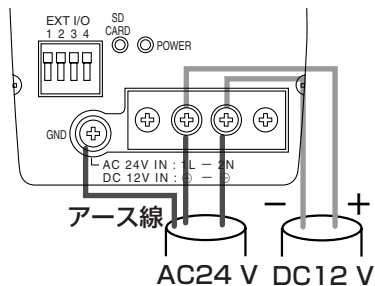 EXT I/O
1 2 3 4
SD
CARD
POWER
GND
AC 24V IN : 1L － 2N
DC 12V IN : ⊕ － ⊖
アース線
－ ＋
AC24 V DC12 V